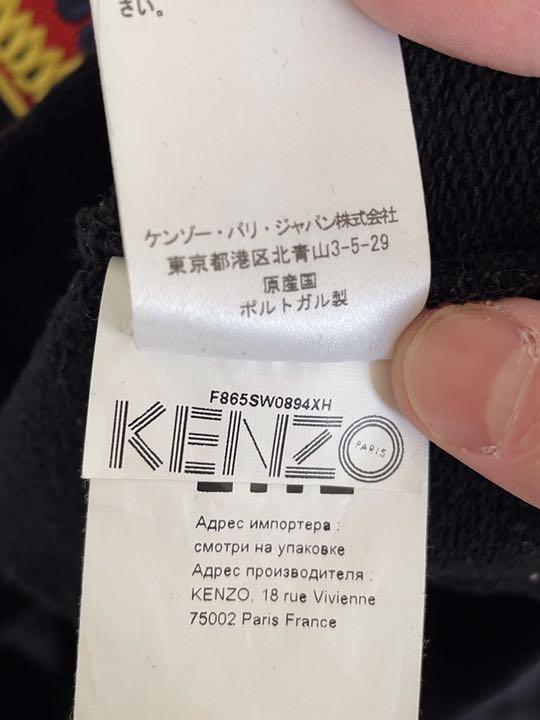 さい。
ケンゾー・パリ・ジャパン株式会社
東京都港区北青山3-5-29
原産国
ポルトガル製
F865SW0894XH
KENZO PARIS
Адрес импортера :
смотри на упаковке
Адрес производителя :
KENZO, 18 rue Vivienne
75002 Paris France